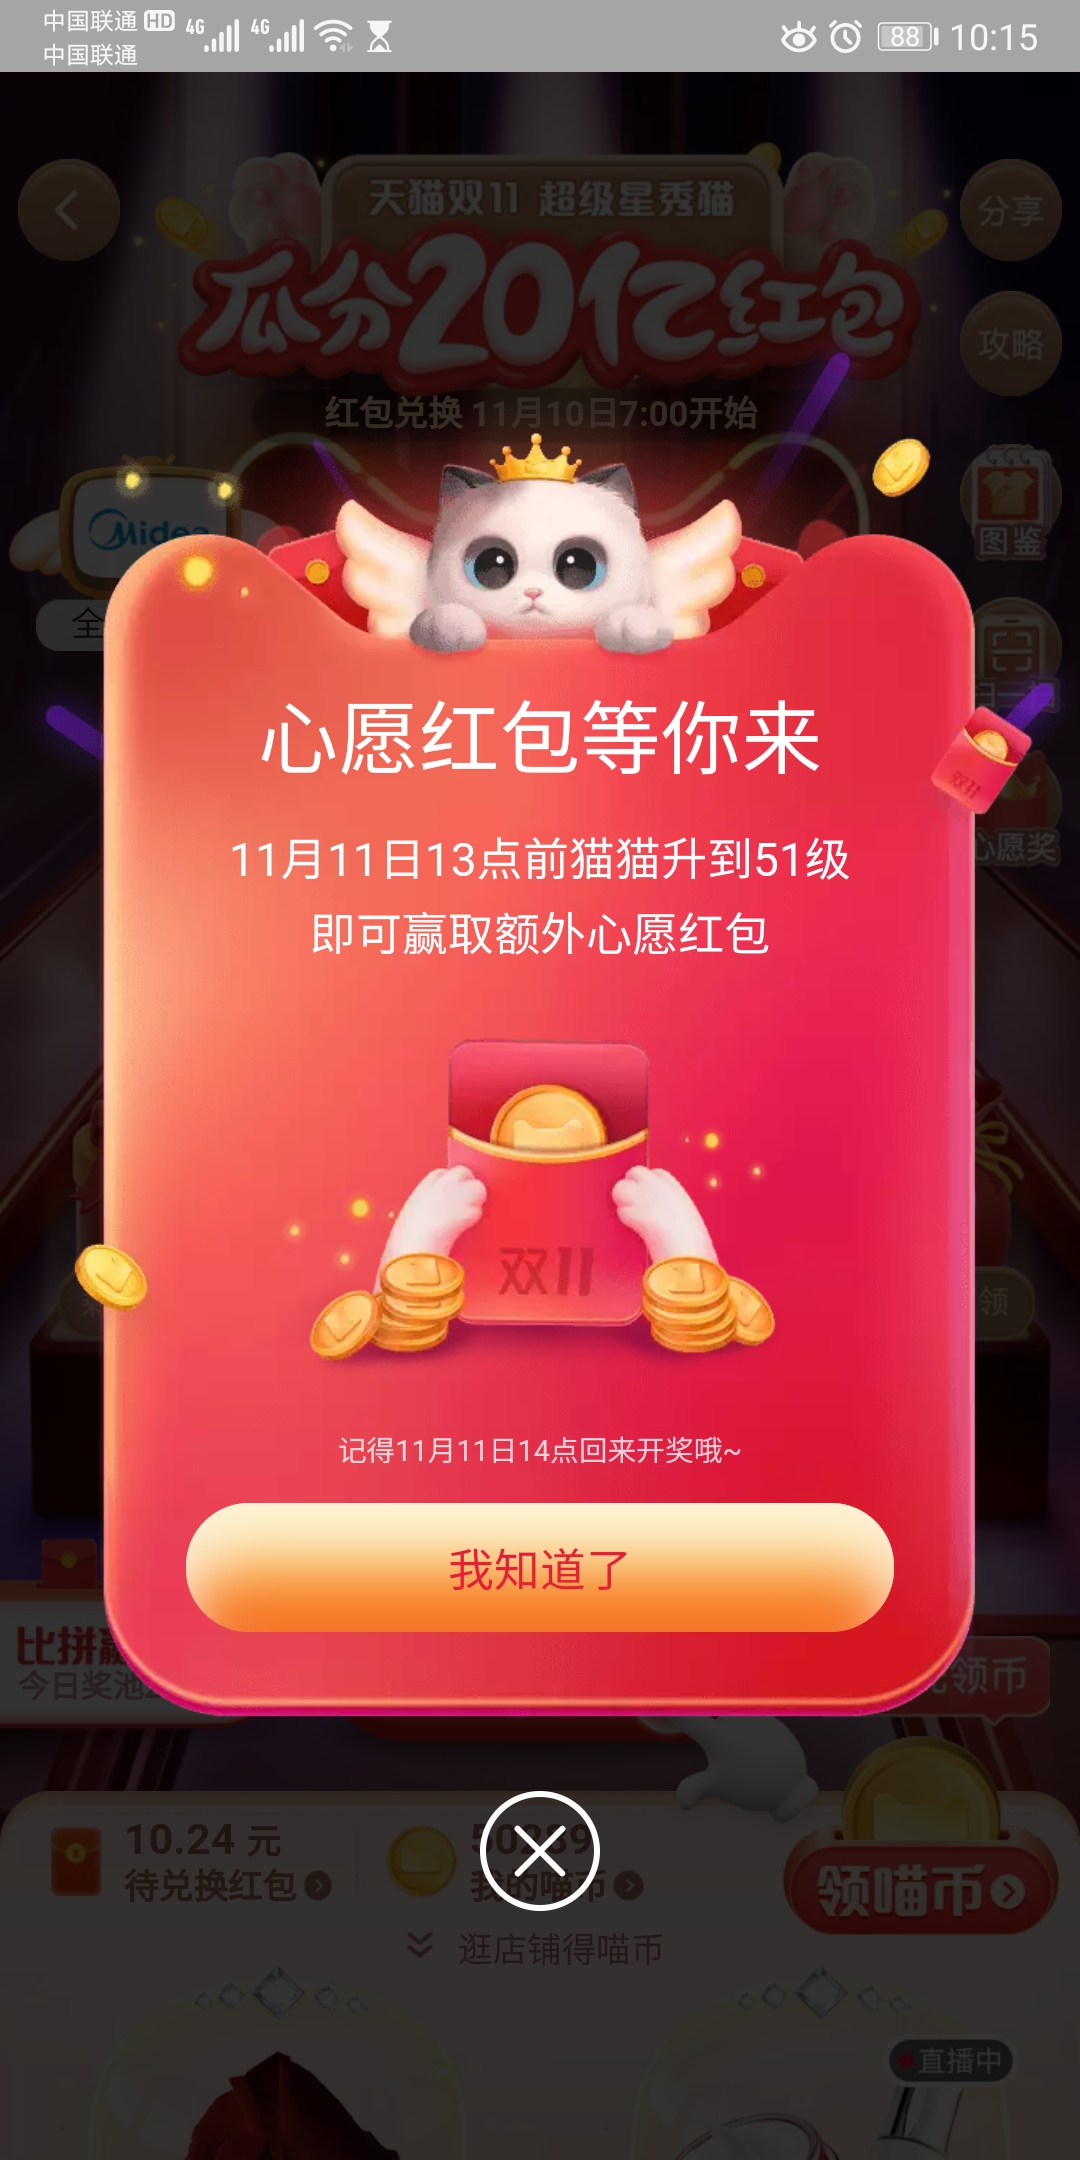 中国联通 HD 4G 4G
中国联通
88 10:15
天猫双11 超级星秀猫
瓜分20亿红包
分享
攻略
红包兑换 11月10日7:00开始
Midea
图鉴
全
扫一扫
心愿红包等你来
双11
心愿奖
11月11日13点前猫猫升到51级
即可赢取额外心愿红包
双11
领
记得11月11日14点回来开奖哦~
我知道了
比拼赢
今日奖池
领币
10.24 元
待兑换红包
我的喵币
领喵币
逛店铺得喵币
直播中